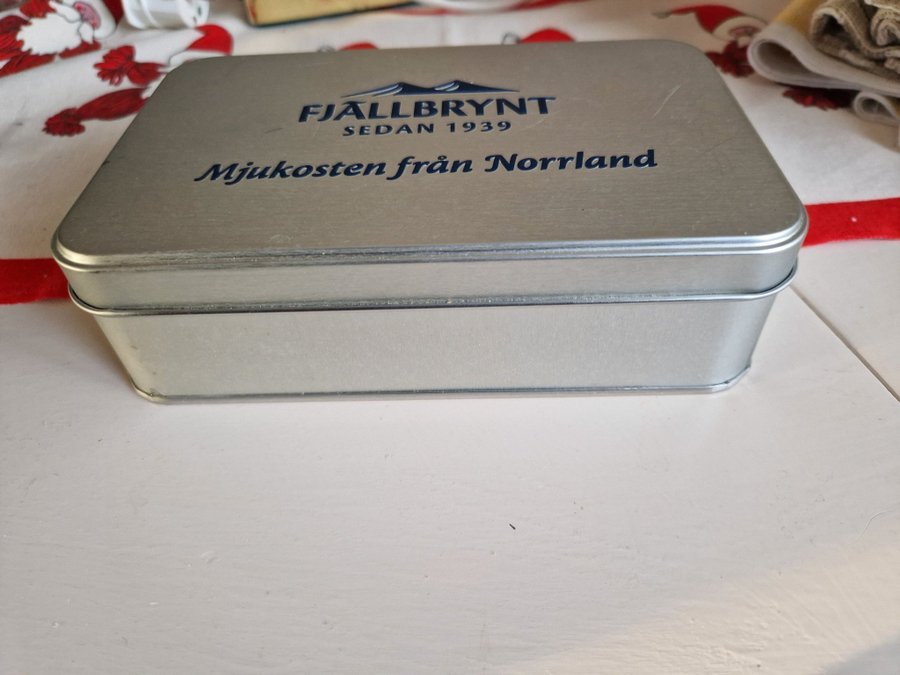 FJÄLLBRYNT
SEDAN 1939
Mjukosten från Norrland